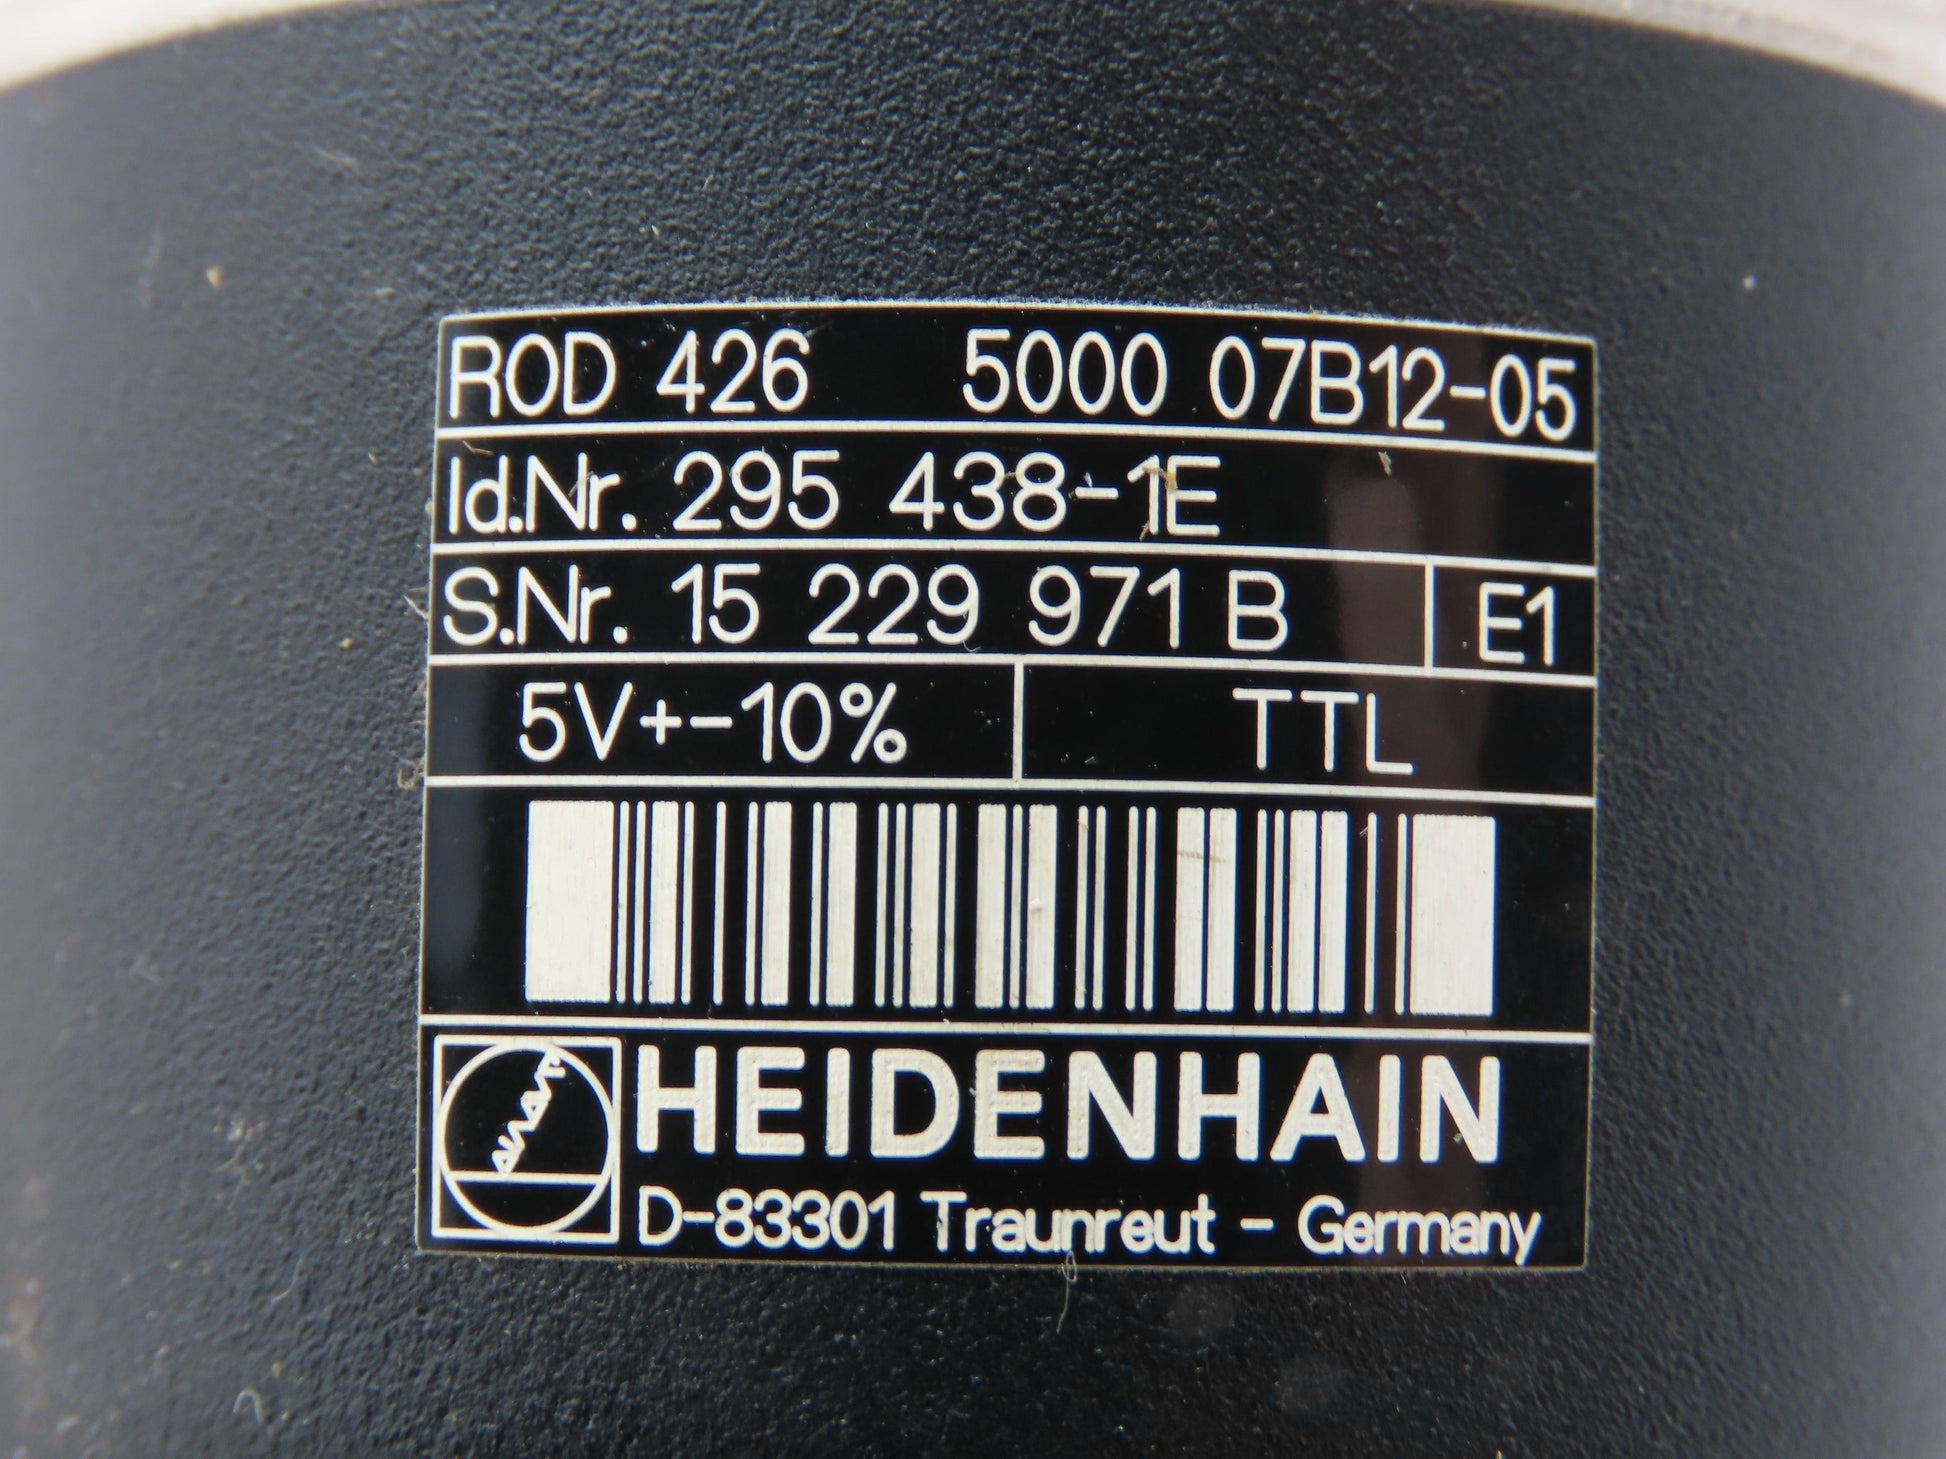 ROD 426 5000 07B12-05
Id.Nr. 295 438-1E
S.Nr. 15 229 971 B E1
5V+-10% TTL
HEIDENHAIN
D-83301 Traunreut - Germany